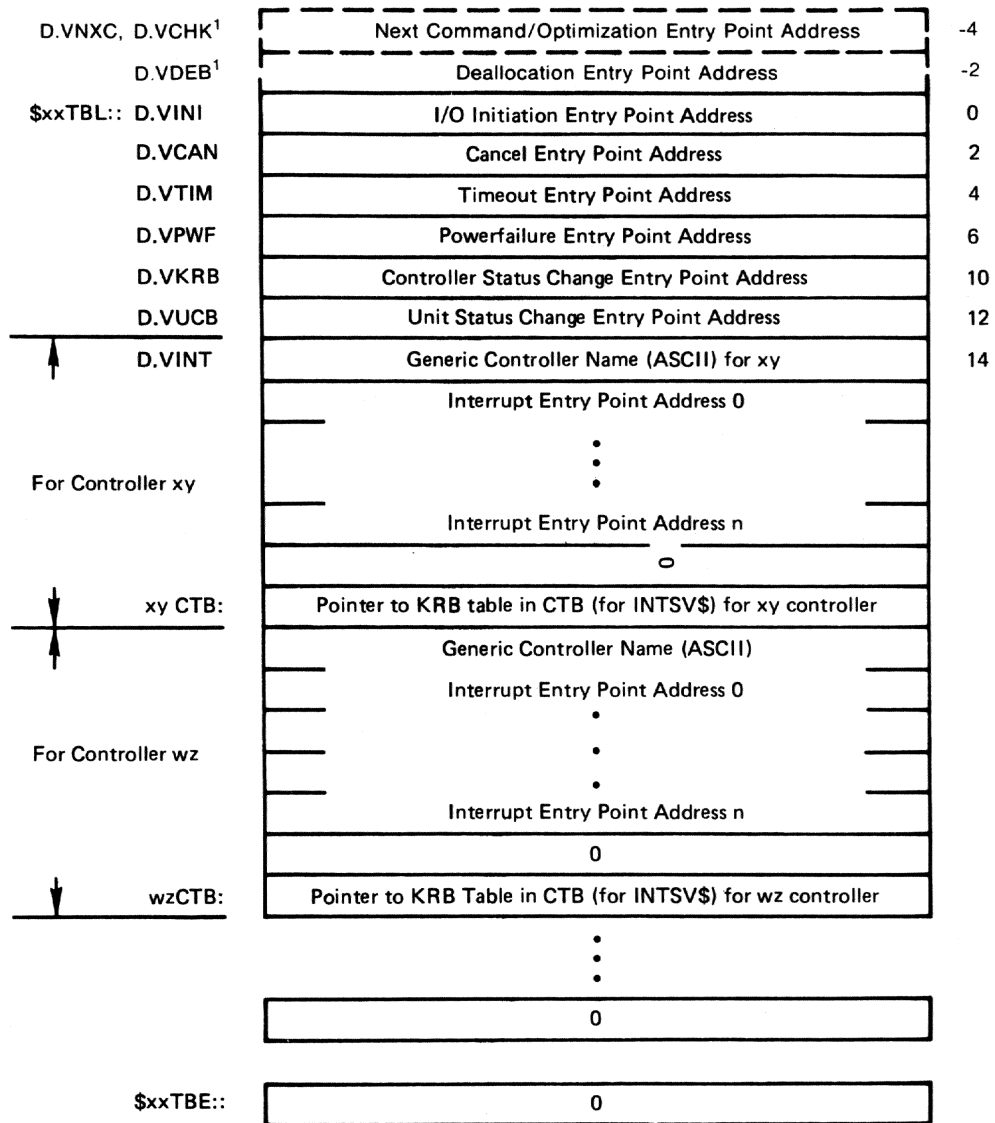 D.VNXC, D.VCHK¹ Next Command/Optimization Entry Point Address -4
D.VDEB¹ Deallocation Entry Point Address -2
$xxTBL:: D.VINI I/O Initiation Entry Point Address 0
D.VCAN Cancel Entry Point Address 2
D.VTIM Timeout Entry Point Address 4
D.VPWF Powerfailure Entry Point Address 6
D.VKRB Controller Status Change Entry Point Address 10
D.VUCB Unit Status Change Entry Point Address 12
D.VINT Generic Controller Name (ASCII) for xy 14
Interrupt Entry Point Address 0
For Controller xy
Interrupt Entry Point Address n
0
xy CTB: Pointer to KRB table in CTB (for INTSV$) for xy controller
Generic Controller Name (ASCII)
Interrupt Entry Point Address 0
For Controller wz
Interrupt Entry Point Address n
0
wzCTB: Pointer to KRB Table in CTB (for INTSV$) for wz controller
0
$xxTBE:: 0